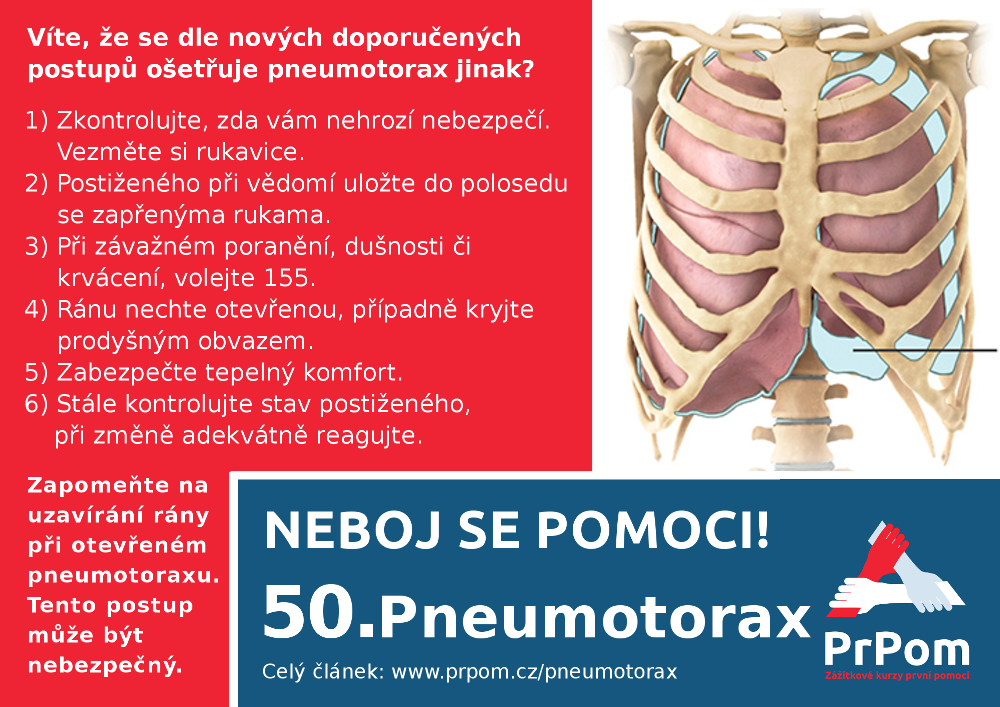 Víte, že se dle nových doporučených
postupů ošetřuje pneumotorax jinak?
1) Zkontrolujte, zda vám nehrozí nebezpečí.
Vezměte si rukavice.
2) Postiženého při vědomí uložte do polosedu
se zapřenýma rukama.
3) Při závažném poranění, dušnosti či
krvácení, volejte 155.
4) Ránu nechte otevřenou, případně kryjte
prodyšným obvazem.
5) Zabezpečte tepelný komfort.
6) Stále kontrolujte stav postiženého,
při změně adekvátně reagujte.
Zapomeňte na
uzavírání rány
při otevřeném
pneumotoraxu.
Tento postup
může být
nebezpečný.
NEBOJ SE POMOCI!
50.Pneumotorax
Celý článek: www.prpom.cz/pneumotorax
PrPom
Zážitkové kurzy první pomoci